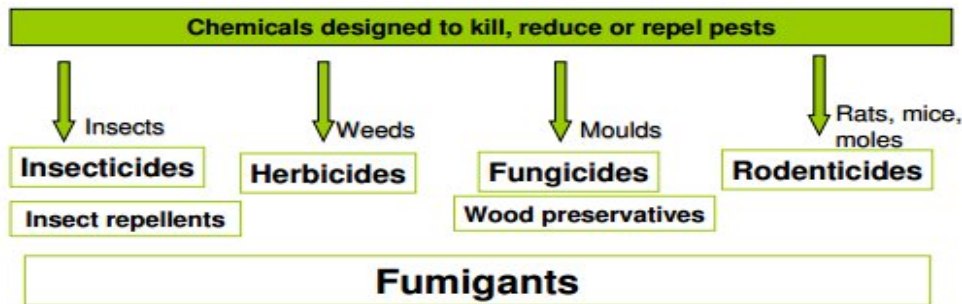 Chemicals designed to kill, reduce or repel pests
Insects
Weeds
Moulds
Rats, mice,
moles
Insecticides
Herbicides
Fungicides
Rodenticides
Insect repellents
Wood preservatives
Fumigants